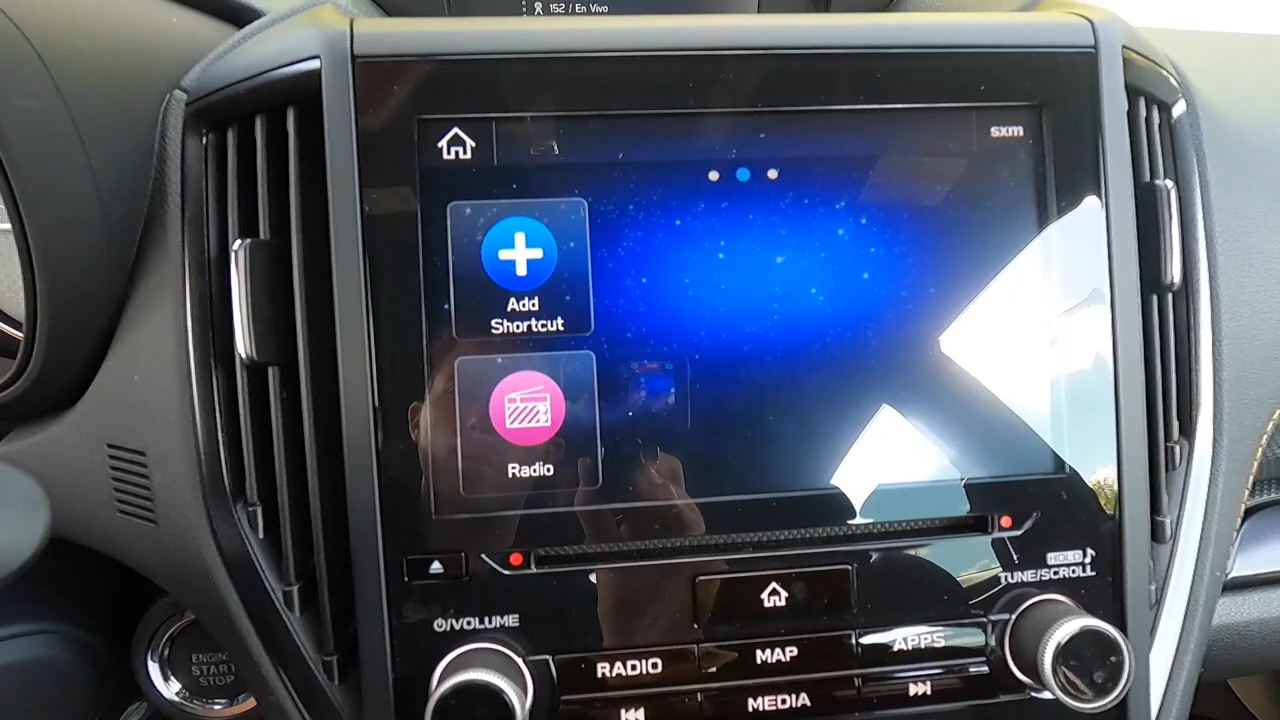 152 / En Vivo
sxm
Add
Shortcut
Radio
HOLD
TUNE/SCROLL
/VOLUME
ENGINE
START
STOP
RADIO
MAP
APPS
MEDIA